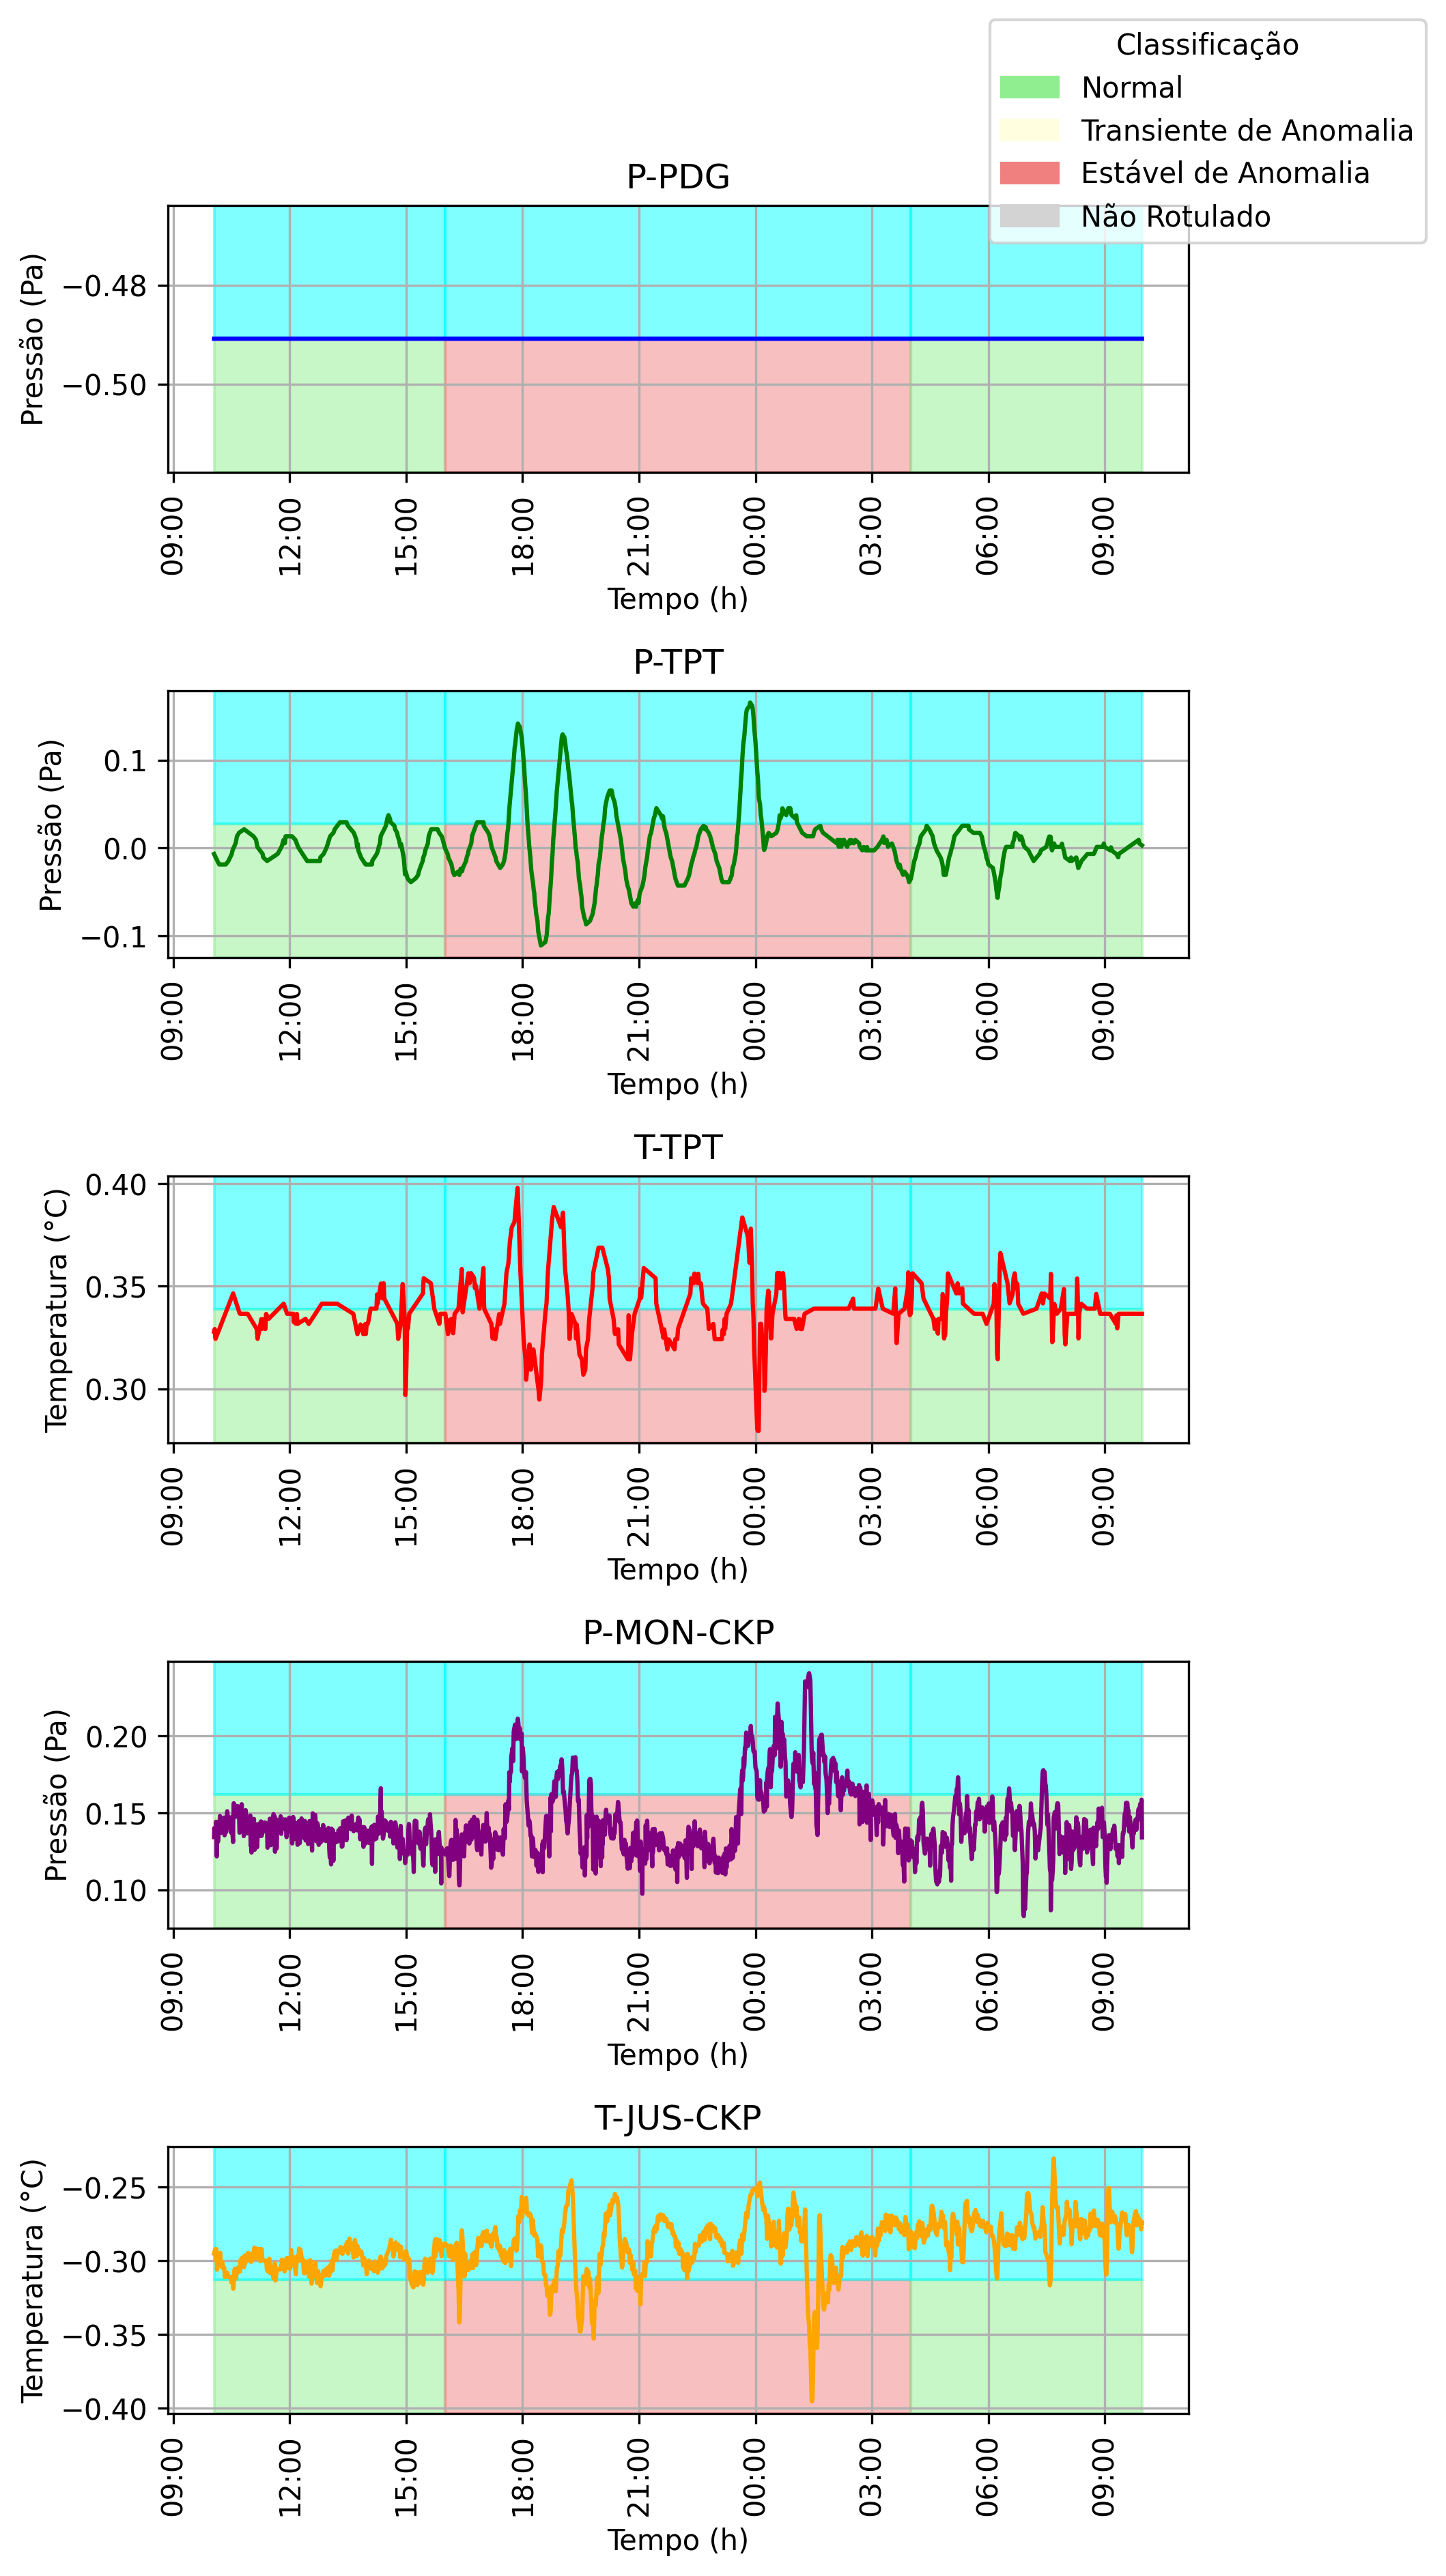 Classificação
Normal
Transiente de Anomalia
Estável de Anomalia
Não Rotulado
P-PDG
Pressão (Pa)
−0.48
−0.50
09:00 12:00 15:00 18:00 21:00 00:00 03:00 06:00 09:00
Tempo (h)
P-TPT
Pressão (Pa)
0.1
0.0
−0.1
09:00 12:00 15:00 18:00 21:00 00:00 03:00 06:00 09:00
Tempo (h)
T-TPT
Temperatura (°C)
0.40
0.35
0.30
09:00 12:00 15:00 18:00 21:00 00:00 03:00 06:00 09:00
Tempo (h)
P-MON-CKP
Pressão (Pa)
0.20
0.15
0.10
09:00 12:00 15:00 18:00 21:00 00:00 03:00 06:00 09:00
Tempo (h)
T-JUS-CKP
Temperatura (°C)
−0.25
−0.30
−0.35
−0.40
09:00 12:00 15:00 18:00 21:00 00:00 03:00 06:00 09:00
Tempo (h)